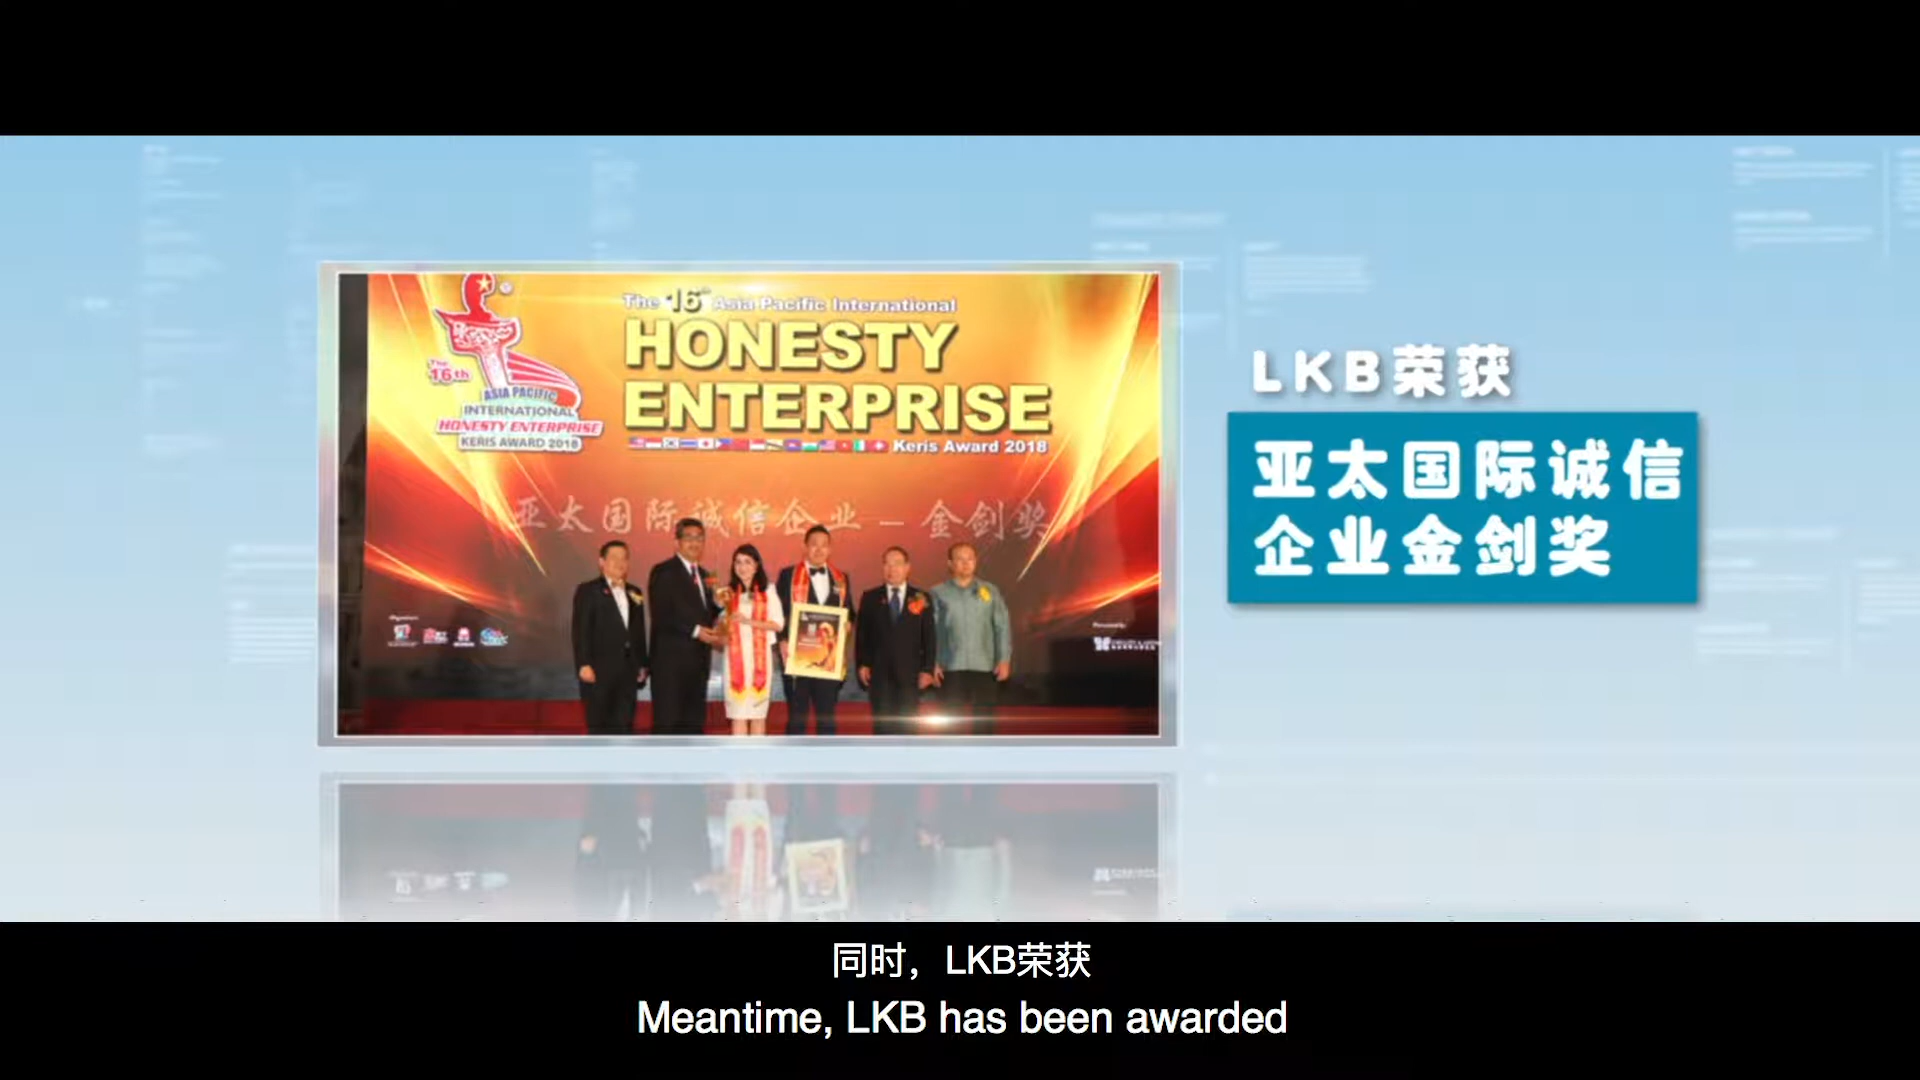 The 16th Asia Pacific International
HONESTY
ENTERPRISE
Keris Award 2018
The
16th
ASIA PACIFIC
INTERNATIONAL
HONESTY ENTERPRISE
KERIS AWARD 2018
亚太国际诚信企业 – 金剑奖
LKB荣获
亚太国际诚信
企业金剑奖
同时，LKB荣获
Meantime, LKB has been awarded